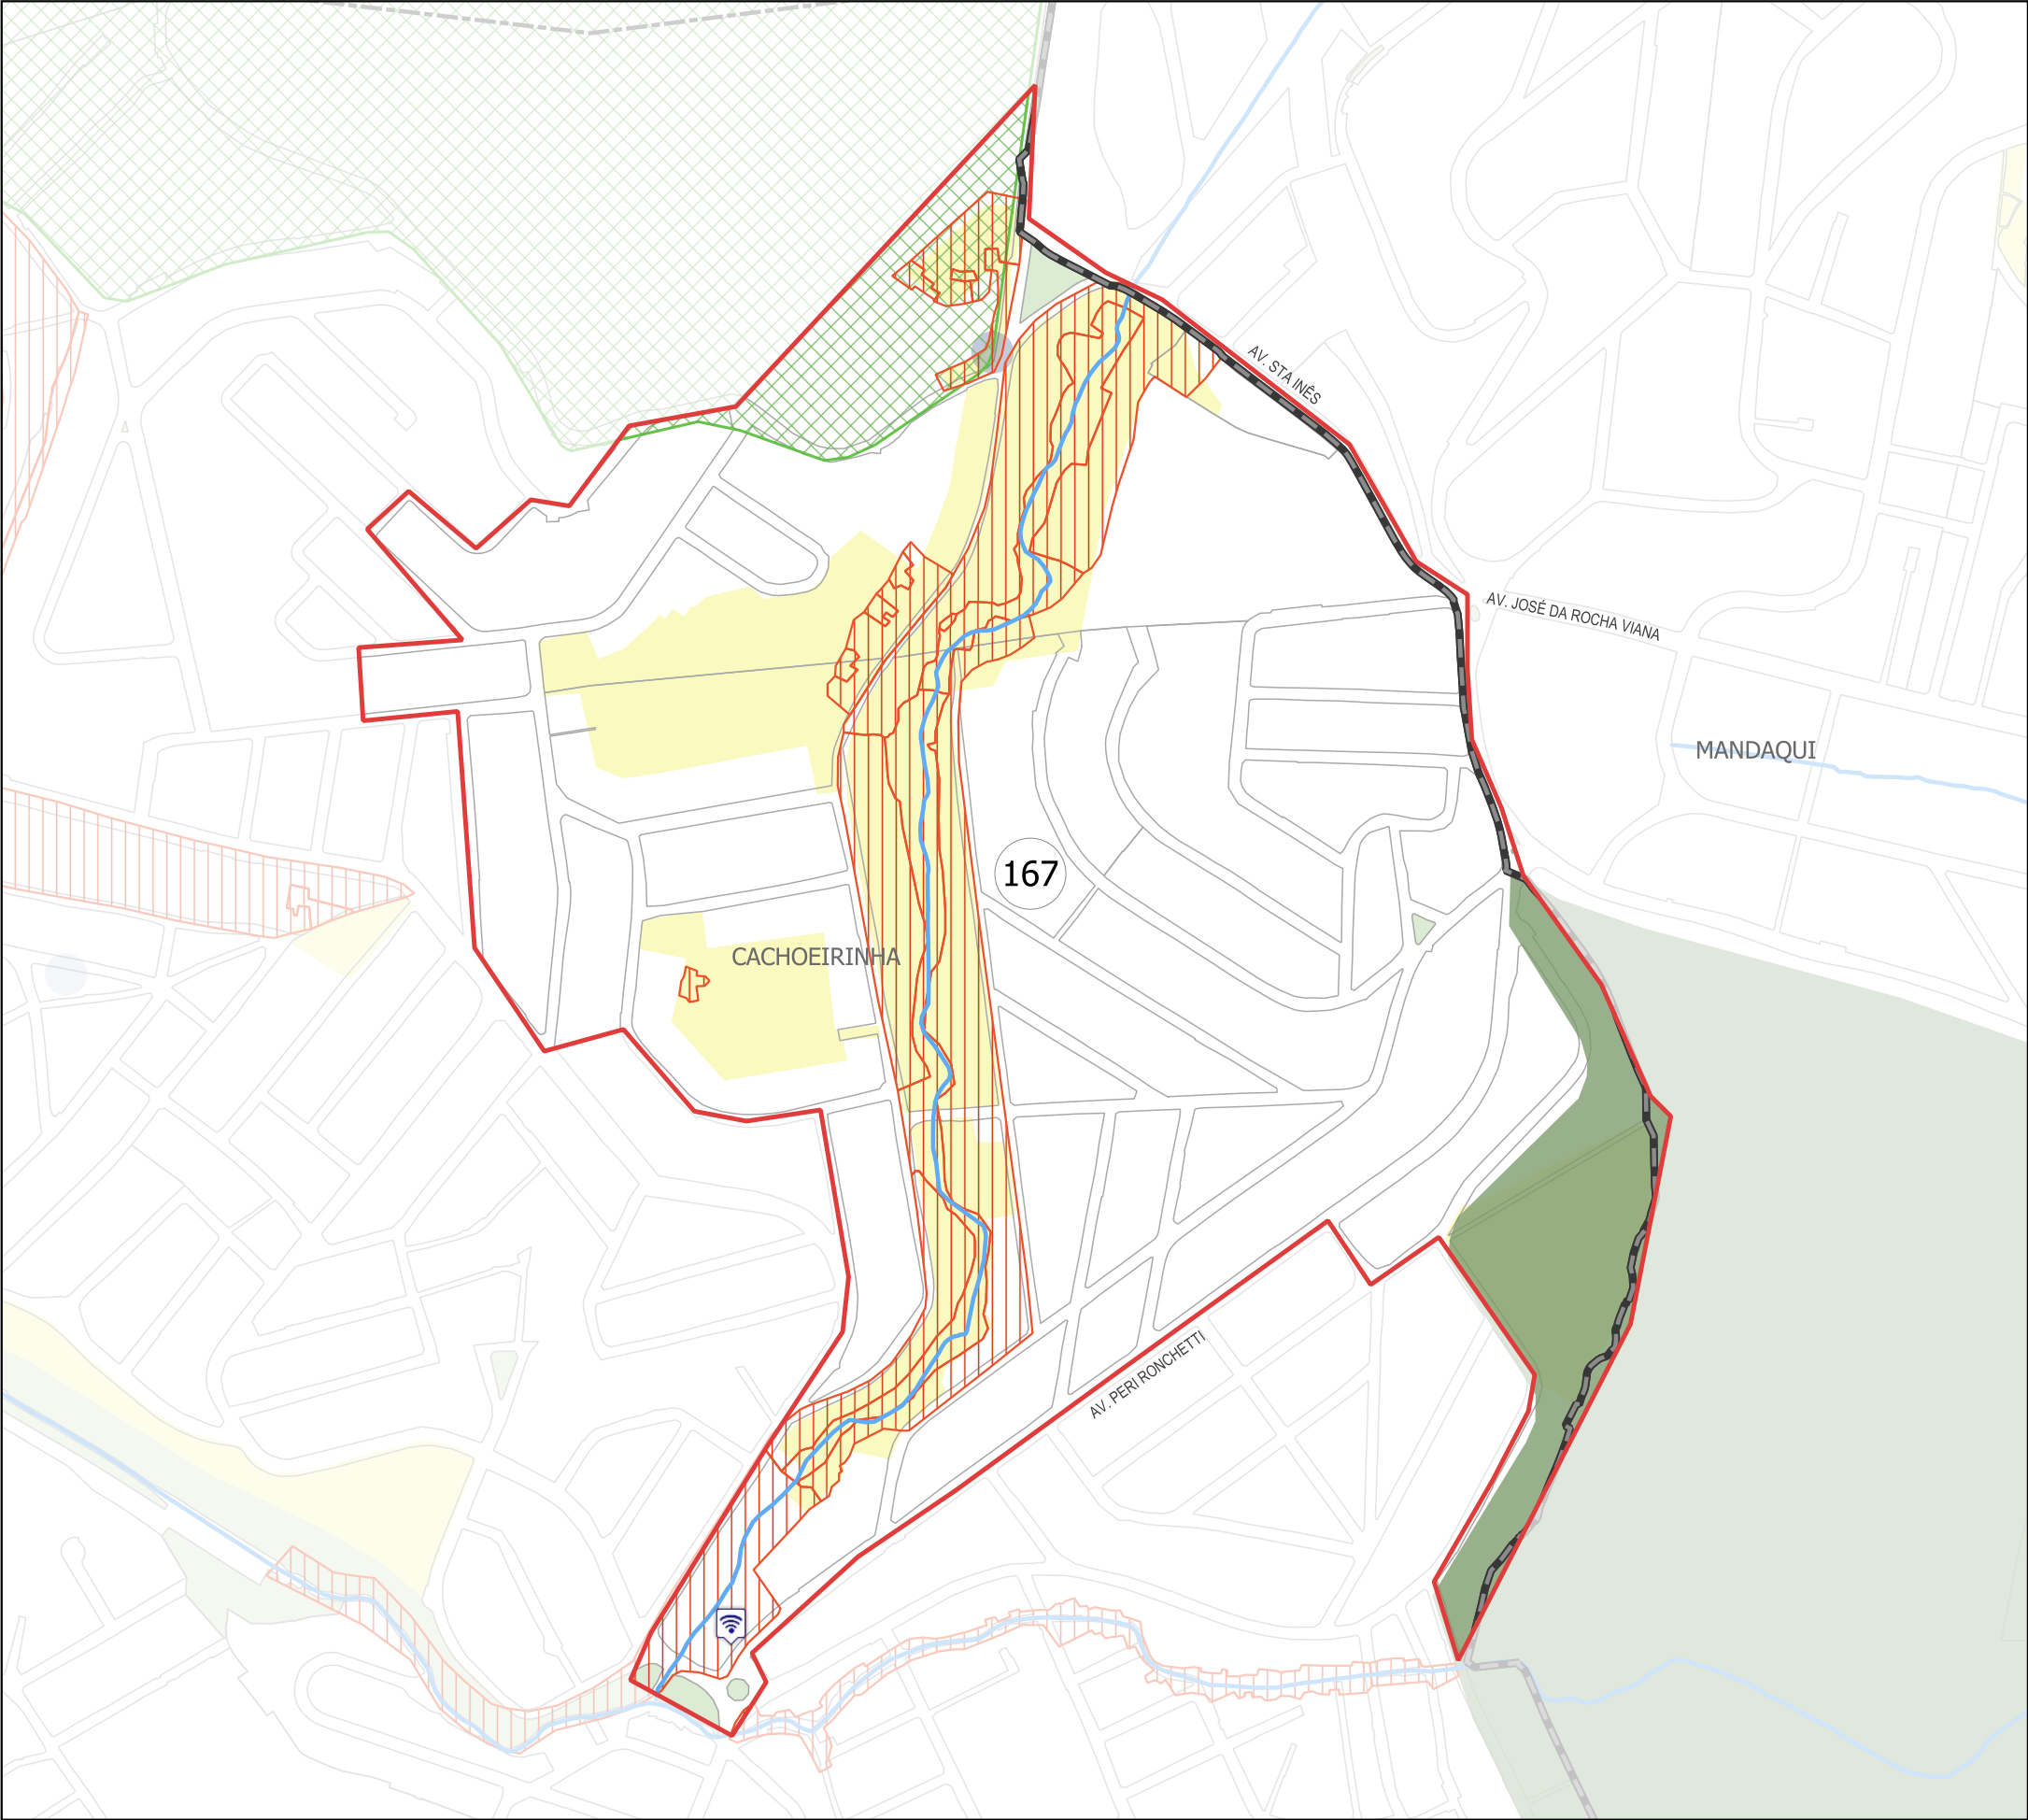 AV. STA INÊS
AV. JOSÉ DA ROCHA VIANA
MANDAQUI
167
CACHOEIRINHA
AV. PERI RONCHETTI